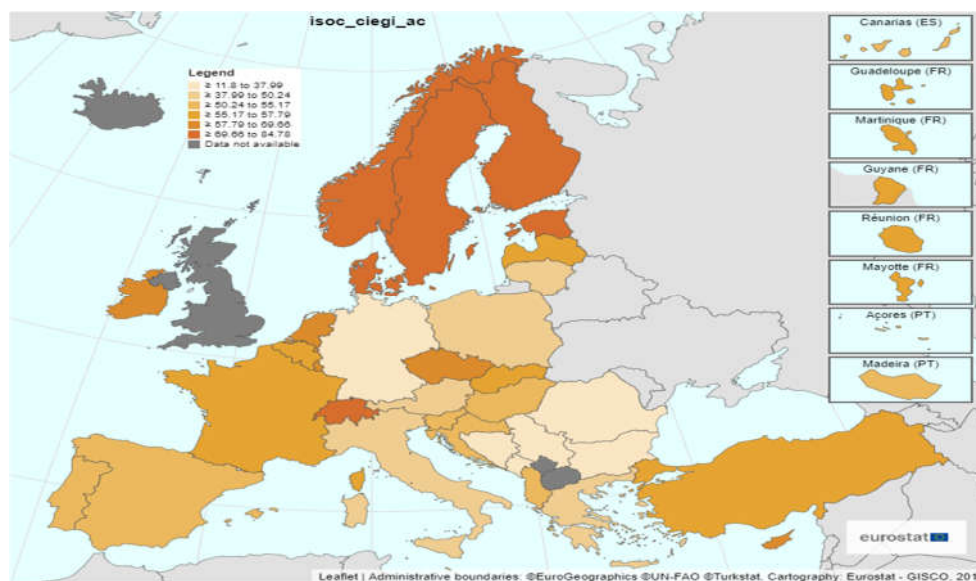 isoc_ciegi_ac
Legend
≥ 11.8 to 37.99
≥ 37.99 to 50.24
≥ 50.24 to 55.17
≥ 55.17 to 57.79
≥ 57.79 to 69.66
≥ 69.66 to 84.78
Data not available
Canarias (ES)
Guadeloupe (FR)
Martinique (FR)
Guyane (FR)
Réunion (FR)
Mayotte (FR)
Açores (PT)
Madeira (PT)
eurostat
Leaflet | Administrative boundaries: ©EuroGeographics ©UN-FAO ©Turkstat, Cartography: Eurostat - GISCO, 201